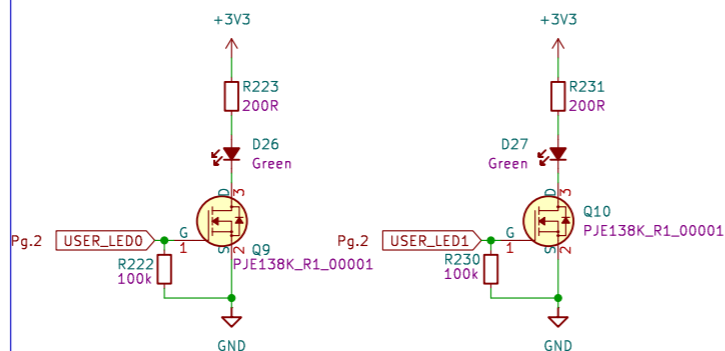 +3V3
R223
200R
D26
Green
D
3
Pg.2
USER_LED0
G
1
S
2
Q9
PJE138K_R1_00001
R222
100k
GND
+3V3
R231
200R
D27
Green
D
3
Q10
PJE138K_R1_00001
Pg.2
USER_LED1
G
1
S
2
R230
100k
GND